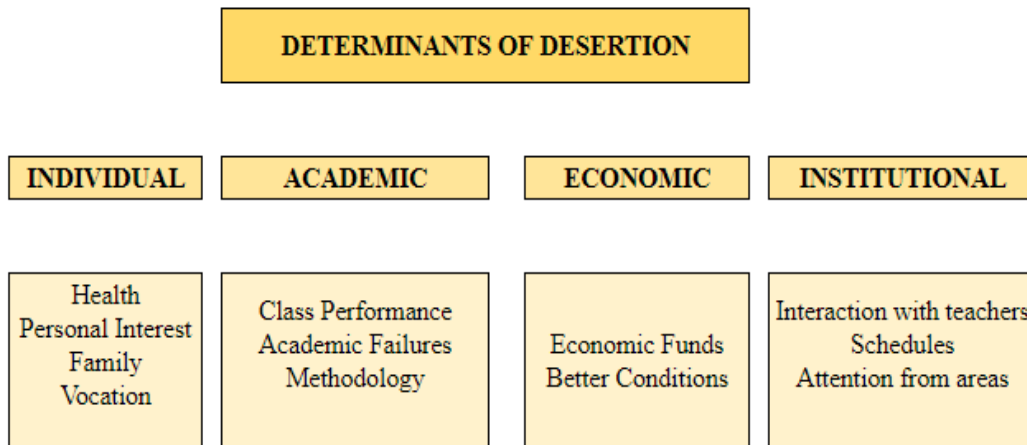 DETERMINANTS OF DESERTION
INDIVIDUAL
ACADEMIC
ECONOMIC
INSTITUTIONAL
Health
Personal Interest
Family
Vocation
Class Performance
Academic Failures
Methodology
Economic Funds
Better Conditions
Interaction with teachers
Schedules
Attention from areas